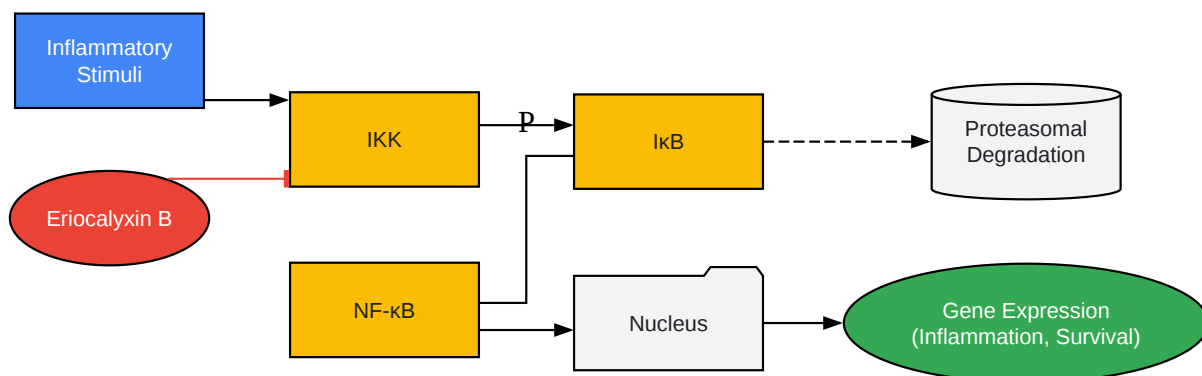 Inflammatory
Stimuli
IKK
P
IκB
Proteasomal
Degradation
Eriocalyxin B
NF-κB
Nucleus
Gene Expression
(Inflammation, Survival)